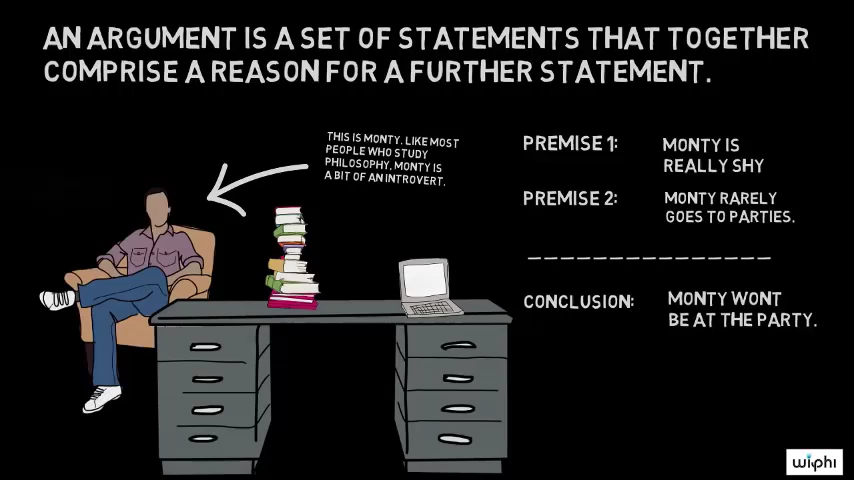 AN ARGUMENT IS A SET OF STATEMENTS THAT TOGETHER
COMPRISE A REASON FOR A FURTHER STATEMENT.
THIS IS MONTY. LIKE MOST
PEOPLE WHO STUDY
PHILOSOPHY, MONTY IS
A BIT OF AN INTROVERT.
PREMISE 1: MONTY IS
REALLY SHY
PREMISE 2: MONTY RARELY
GOES TO PARTIES.
CONCLUSION: MONTY WONT
BE AT THE PARTY.
wiphi